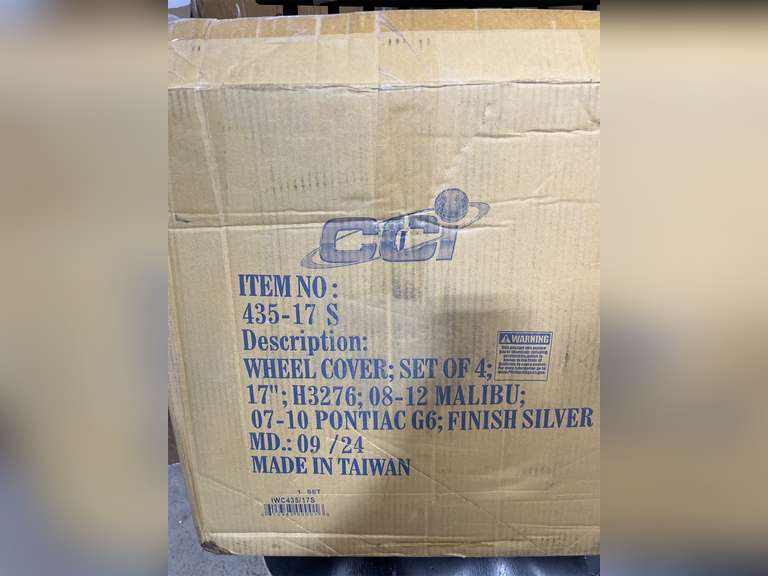 CCi
ITEM NO :
435-17 S
Description:
WHEEL COVER; SET OF 4;
17"; H3276; 08-12 MALIBU;
07-10 PONTIAC G6; FINISH SILVER
MD.: 09 /24
MADE IN TAIWAN
WARNING
1 SET
IWC435/17S